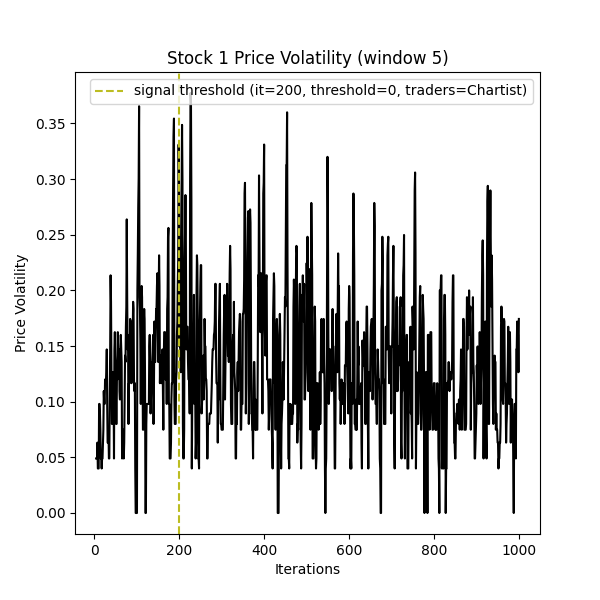 Stock 1 Price Volatility (window 5)
signal threshold (it=200, threshold=0, traders=Chartist)
Price Volatility
0.35
0.30
0.25
0.20
0.15
0.10
0.05
0.00
0 200 400 600 800 1000
Iterations